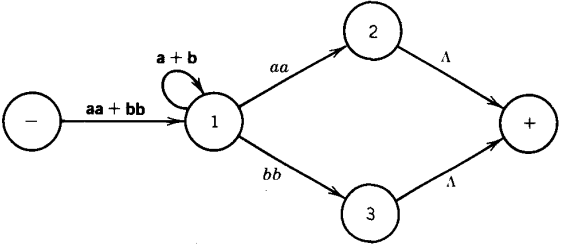 a + b
aa
2
Λ
−
aa + bb
1
+
bb
3
Λ